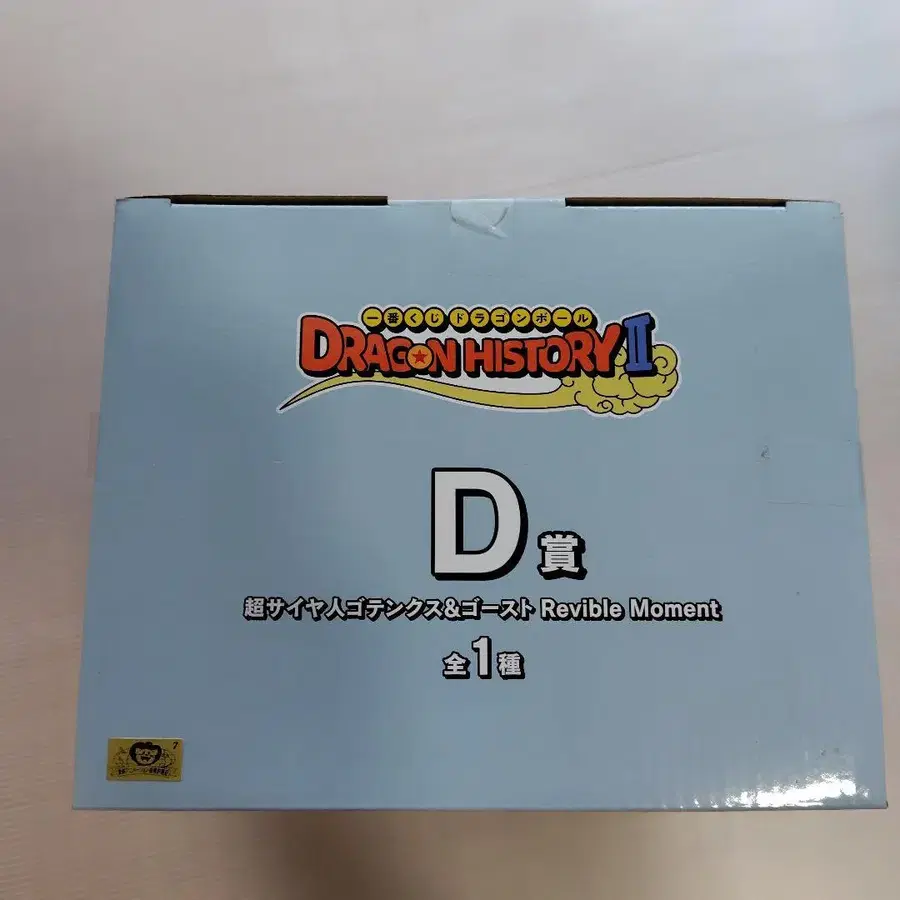 一番くじ ドラゴンボール
DRAGON HISTORY II
D賞
超サイヤ人ゴテンクス&ゴースト Revible Moment
全1種
7